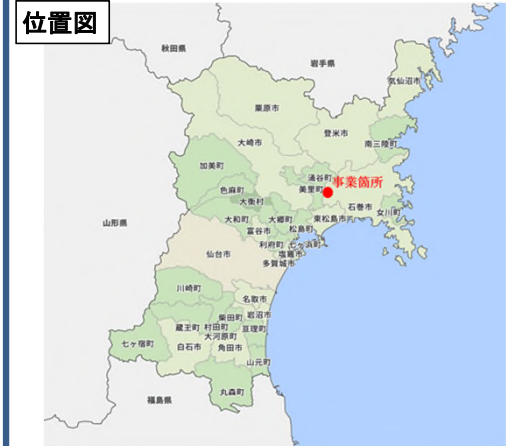 位置図
秋田県
岩手県
気仙沼市
栗原市
登米市
南三陸町
大崎市
加美町
涌谷町
事業箇所
色麻町
美里町
大衡村
石巻市
女川町
大和町
大郷町
東松島市
松島町
富谷市
山形県
利府町
七ヶ浜町
仙台市
塩竈市
多賀城市
川崎町
名取市
柴田町
岩沼市
蔵王町
村田町
亘理町
大河原町
七ヶ宿町
白石市
角田市
山元町
丸森町
福島県